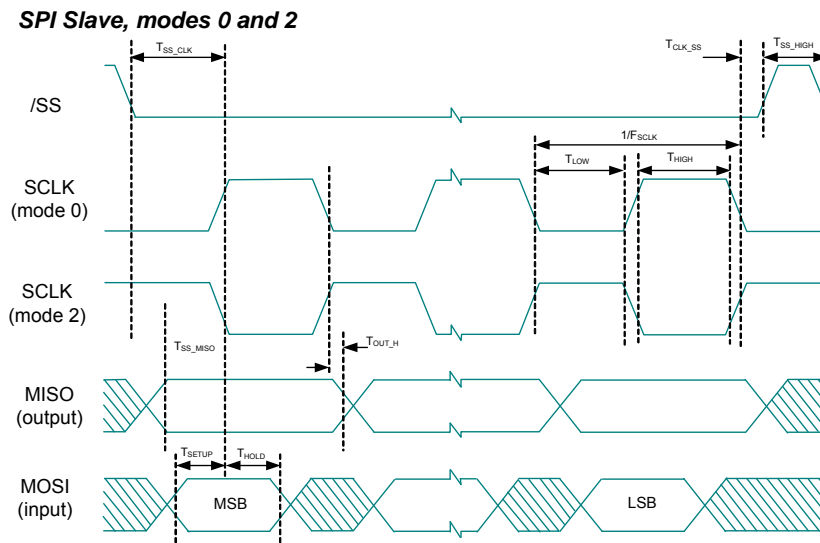 SPI Slave, modes 0 and 2
TSS_CLK
TCLK_SS
TSS_HIGH
/SS
1/FSCLK
TLOW
THIGH
SCLK
(mode 0)
SCLK
(mode 2)
TSS_MISO
TOUT_H
MISO
(output)
TSETUP
THOLD
MOSI
(input)
MSB
LSB